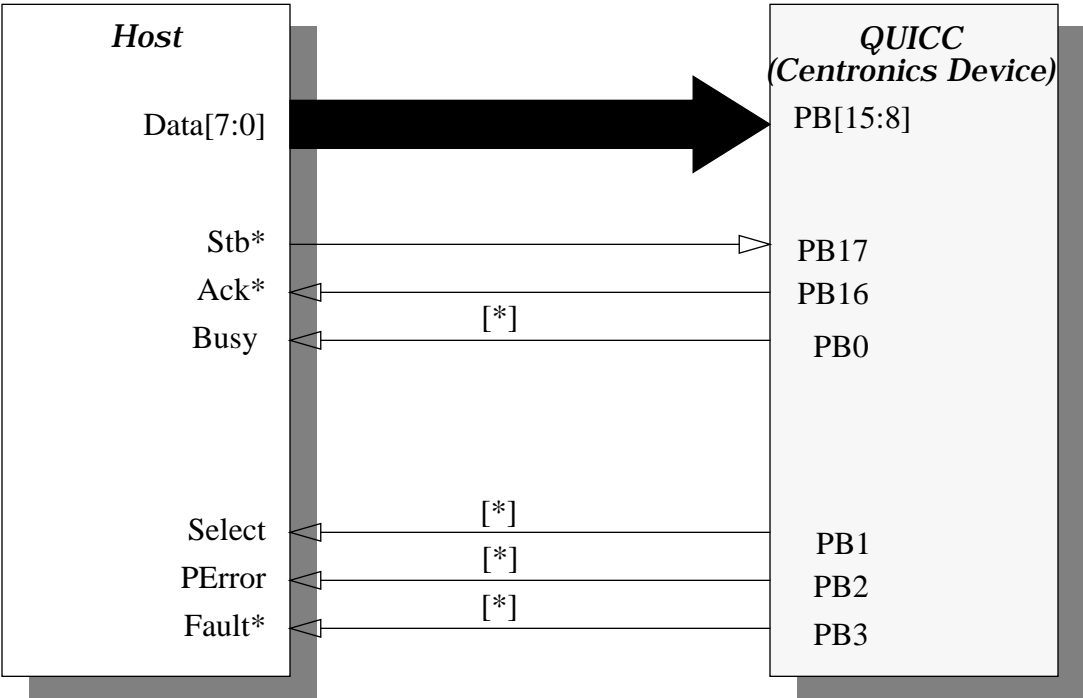 Host
QUICC
(Centronics Device)
Data[7:0]
PB[15:8]
Stb*
PB17
Ack*
PB16
[*]
Busy
PB0
[*]
Select
PB1
[*]
PError
PB2
[*]
Fault*
PB3